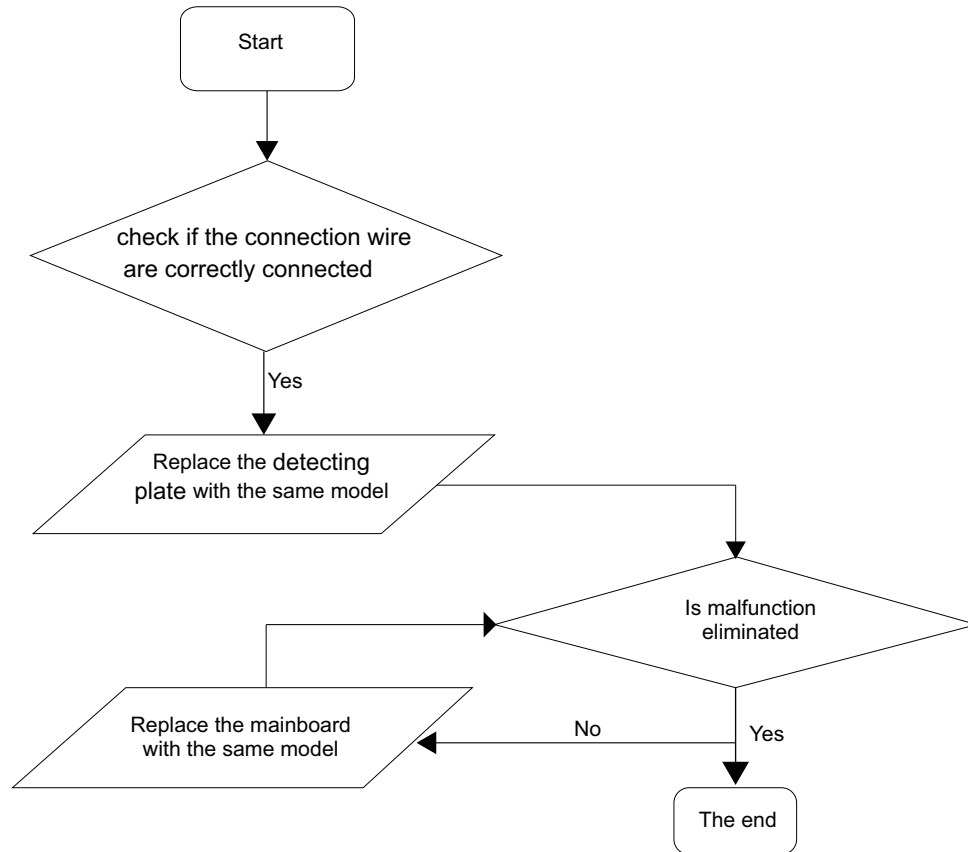 Start
check if the connection wire
are correctly connected
Yes
Replace the detecting
plate with the same model
Is malfunction
eliminated
Replace the mainboard
with the same model
No
Yes
The end